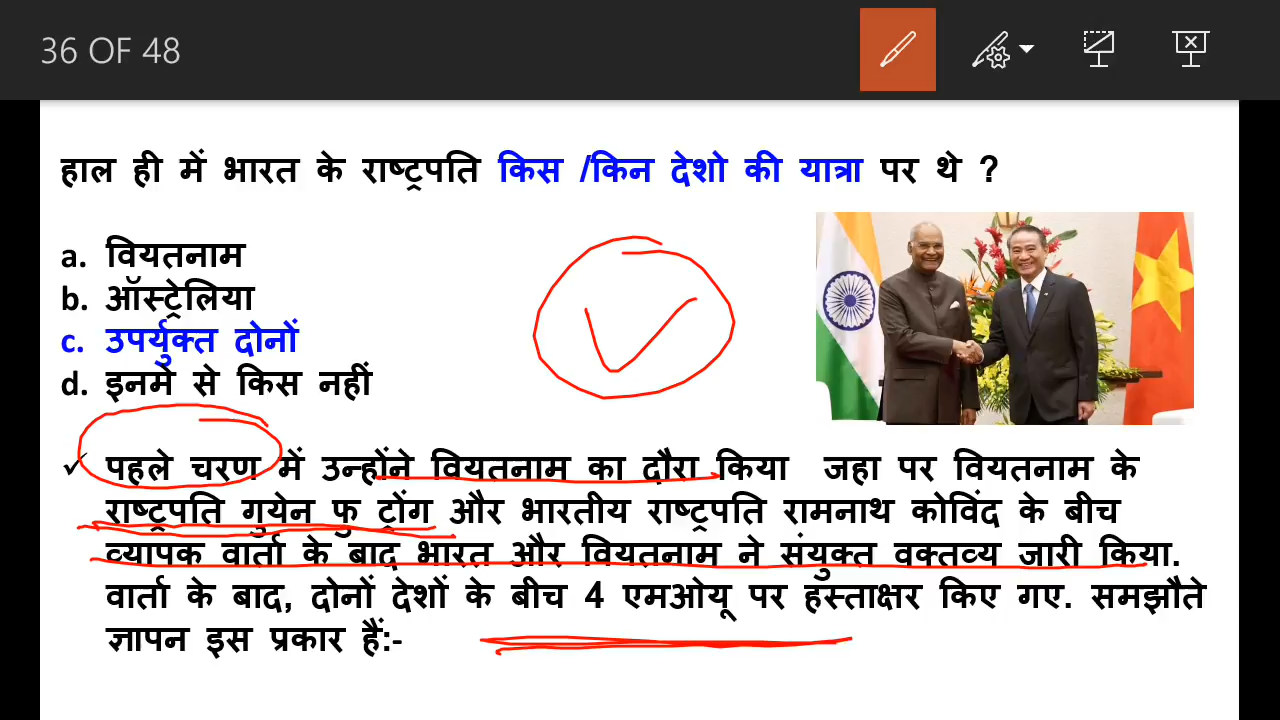 36 OF 48
हाल ही में भारत के राष्ट्रपति किस /किन देशो की यात्रा पर थे ?
a. वियतनाम
b. ऑस्ट्रेलिया
c. उपर्युक्त दोनों
d. इनमे से किस नहीं
✓ पहले चरण में उन्होंने वियतनाम का दौरा किया जहा पर वियतनाम के
राष्ट्रपति गुयेन फु ट्रोंग और भारतीय राष्ट्रपति रामनाथ कोविंद के बीच
व्यापक वार्ता के बाद भारत और वियतनाम ने संयुक्त वक्तव्य जारी किया.
वार्ता के बाद, दोनों देशों के बीच 4 एमओयू पर हस्ताक्षर किए गए. समझौते
ज्ञापन इस प्रकार हैं:-